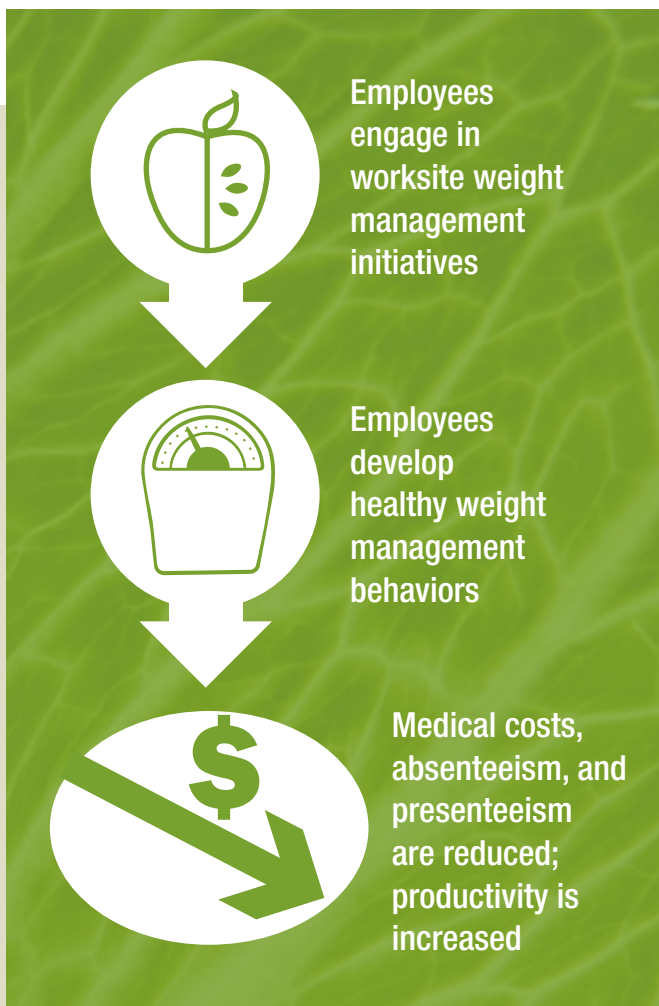 Employees
engage in
worksite weight
management
initiatives
Employees
develop
healthy weight
management
behaviors
$
Medical costs,
absenteeism, and
presenteeism
are reduced;
productivity is
increased